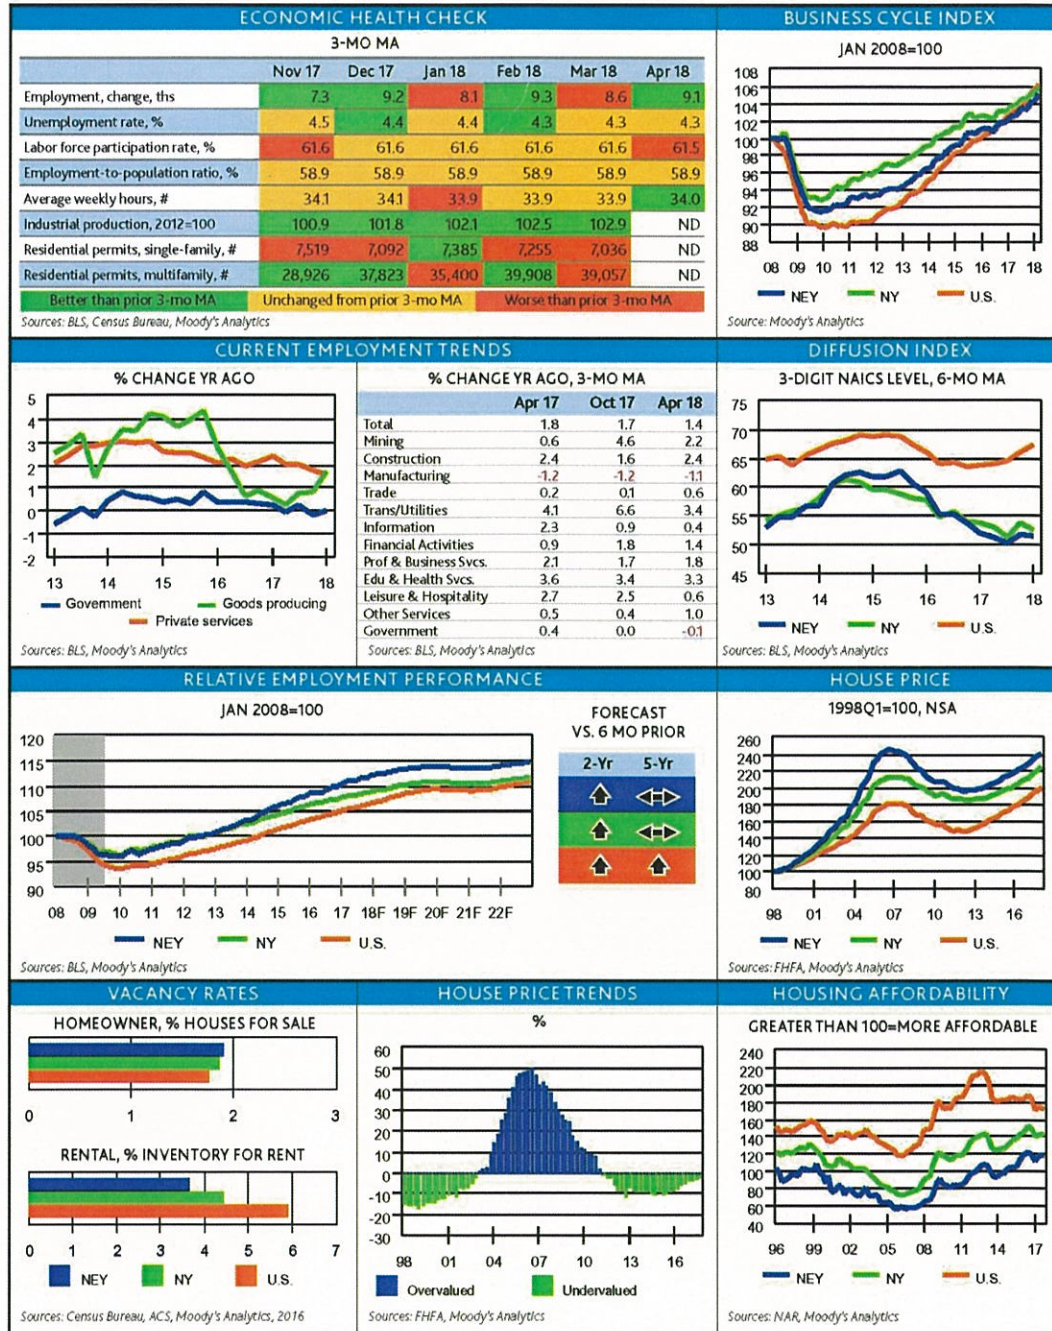 ECONOMIC HEALTH CHECK
3-MO MA
Nov 17 Dec 17 Jan 18 Feb 18 Mar 18 Apr 18
Employment, change, ths 7.3 9.2 8.1 9.3 8.6 9.1
Unemployment rate, % 4.5 4.4 4.4 4.3 4.3 4.3
Labor force participation rate, % 61.6 61.6 61.6 61.6 61.6 61.5
Employment-to-population ratio, % 58.9 58.9 58.9 58.9 58.9 58.9
Average weekly hours, # 34.1 34.1 33.9 33.9 33.9 34.0
Industrial production, 2012=100 100.9 101.8 102.1 102.5 102.9 ND
Residential permits, single-family, # 7,519 7,092 7,385 7,255 7,036 ND
Residential permits, multifamily, # 28,926 37,823 35,400 39,908 39,057 ND
Better than prior 3-mo MA Unchanged from prior 3-mo MA Worse than prior 3-mo MA
Sources: BLS, Census Bureau, Moody's Analytics
BUSINESS CYCLE INDEX
JAN 2008=100
108
106
104
102
100
98
96
94
92
90
88
08 09 10 11 12 13 14 15 16 17 18
NEY NY U.S.
Source: Moody's Analytics
CURRENT EMPLOYMENT TRENDS
% CHANGE YR AGO
5
4
3
2
1
0
-1
-2
13 14 15 16 17 18
Government Goods producing
Private services
Sources: BLS, Moody's Analytics
% CHANGE YR AGO, 3-MO MA
Apr 17 Oct 17 Apr 18
Total 1.8 1.7 1.4
Mining 0.6 4.6 2.2
Construction 2.4 1.6 2.4
Manufacturing -1.2 -1.2 -1.1
Trade 0.2 0.1 0.6
Trans/Utilities 4.1 6.6 3.4
Information 2.3 0.9 0.4
Financial Activities 0.9 1.8 1.4
Prof & Business Svcs. 2.1 1.7 1.8
Edu & Health Svcs. 3.6 3.4 3.3
Leisure & Hospitality 2.7 2.5 0.6
Other Services 0.5 0.4 1.0
Government 0.4 0.0 -0.1
Sources: BLS, Moody's Analytics
DIFFUSION INDEX
3-DIGIT NAICS LEVEL, 6-MO MA
75
70
65
60
55
50
45
13 14 15 16 17 18
NEY NY U.S.
Sources: BLS, Moody's Analytics
RELATIVE EMPLOYMENT PERFORMANCE
JAN 2008=100
120
115
110
105
100
95
90
08 09 10 11 12 13 14 15 16 17 18F 19F 20F 21F 22F
NEY NY U.S.
Sources: BLS, Moody's Analytics
FORECAST
VS. 6 MO PRIOR
2-Yr 5-Yr
HOUSE PRICE
1998Q1=100, NSA
260
240
220
200
180
160
140
120
100
80
98 01 04 07 10 13 16
NEY NY U.S.
Sources: FHFA, Moody's Analytics
VACANCY RATES
HOMEOWNER, % HOUSES FOR SALE
0 1 2 3
RENTAL, % INVENTORY FOR RENT
0 1 2 3 4 5 6 7
NEY NY U.S.
Sources: Census Bureau, ACS, Moody's Analytics, 2016
HOUSE PRICE TRENDS
%
60
50
40
30
20
10
0
-10
-20
-30
98 01 04 07 10 13 16
Overvalued Undervalued
Sources: FHFA, Moody's Analytics
HOUSING AFFORDABILITY
GREATER THAN 100=MORE AFFORDABLE
240
220
200
180
160
140
120
100
80
60
40
96 99 02 05 08 11 14 17
NEY NY U.S.
Sources: NAR, Moody's Analytics